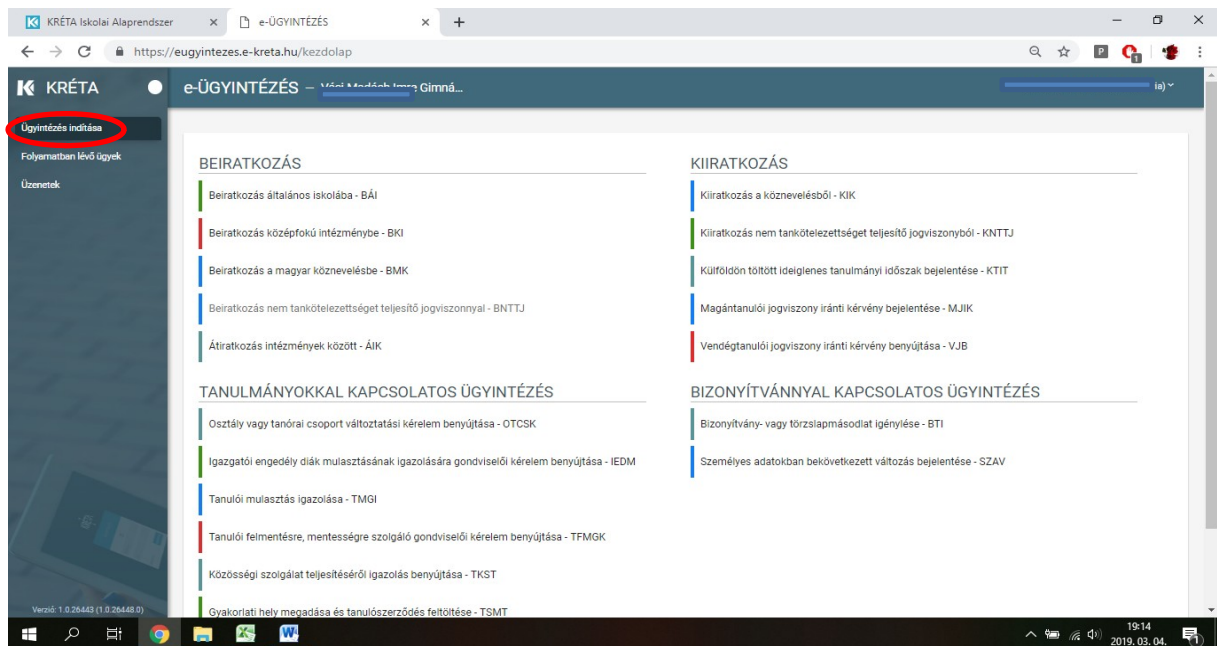 KRÉTA Iskolai Alaprendszer
e-ÜGYINTÉZÉS
https://eugyintezes.e-kreta.hu/kezdolap
KRÉTA
e-ÜGYINTÉZÉS – Gimná...
ia)
Ügyintézés indítása
Folyamatban lévő ügyek
Üzenetek
BEIRATKOZÁS
Beiratkozás általános iskolába - BÁI
Beiratkozás középfokú intézménybe - BKI
Beiratkozás a magyar köznevelésbe - BMK
Beiratkozás nem tankötelezettséget teljesítő jogviszonnyal - BNTTJ
Átiratkozás intézmények között - ÁIK
KIIRATKOZÁS
Kiiratkozás a köznevelésből - KIK
Kiiratkozás nem tankötelezettséget teljesítő jogviszonyból - KNTTJ
Külföldön töltött ideiglenes tanulmányi időszak bejelentése - KTIT
Magántanulói jogviszony iránti kérvény bejelentése - MJIK
Vendégtanulói jogviszony iránti kérvény benyújtása - VJB
TANULMÁNYOKKAL KAPCSOLATOS ÜGYINTÉZÉS
Osztály vagy tanórai csoport változtatási kérelem benyújtása - OTCSK
Igazgatói engedély diák mulasztásának igazolására gondviselői kérelem benyújtása - IEDM
Tanulói mulasztás igazolása - TMGI
Tanulói felmentésre, mentességre szolgáló gondviselői kérelem benyújtása - TFMGK
Közösségi szolgálat teljesítéséről igazolás benyújtása - TKST
Gyakorlati hely megadása és tanulószerződés feltöltése - TSMT
BIZONYÍTVÁNNYAL KAPCSOLATOS ÜGYINTÉZÉS
Bizonyítvány- vagy törzslapmásodlat igénylése - BTI
Személyes adatokban bekövetkezett változás bejelentése - SZAV
Verzió: 1.0.26443 (1.0.26448.0)
19:14
2019. 03. 04.